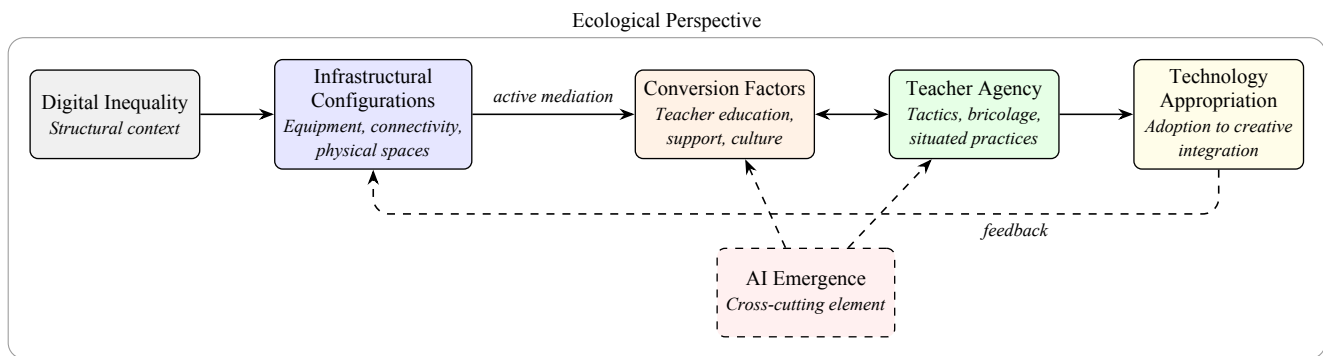 Ecological Perspective
Digital Inequality
Structural context
Infrastructural
Configurations
Equipment, connectivity,
physical spaces
active mediation
Conversion Factors
Teacher education,
support, culture
Teacher Agency
Tactics, bricolage,
situated practices
Technology
Appropriation
Adoption to creative
integration
feedback
AI Emergence
Cross-cutting element